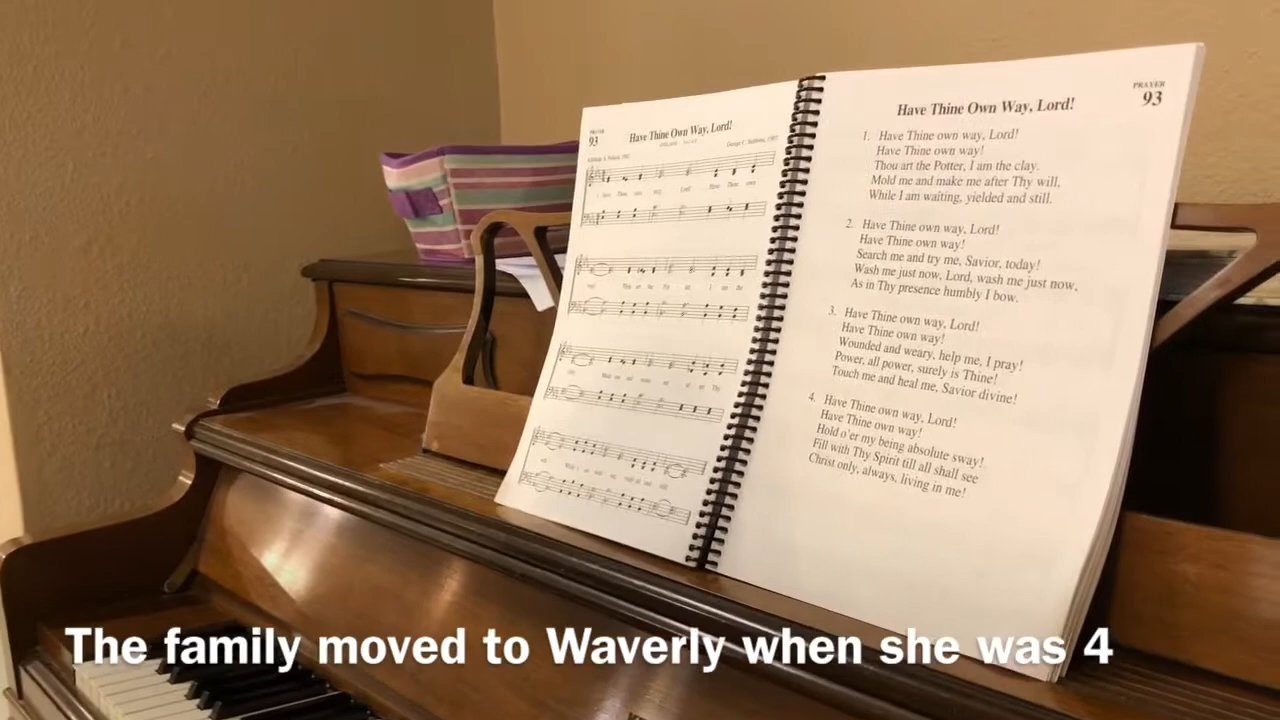 PRAYER
93
Have Thine Own Way, Lord!
Adelaide A. Pollard, 1902
George C. Stebbins, 1907
PRAYER
93
Have Thine Own Way, Lord!
1. Have Thine own way, Lord!
Have Thine own way!
Thou art the Potter, I am the clay.
Mold me and make me after Thy will,
While I am waiting, yielded and still.
2. Have Thine own way, Lord!
Have Thine own way!
Search me and try me, Savior, today!
Wash me just now, Lord, wash me just now,
As in Thy presence humbly I bow.
3. Have Thine own way, Lord!
Have Thine own way!
Wounded and weary, help me, I pray!
Power, all power, surely is Thine!
Touch me and heal me, Savior divine!
4. Have Thine own way, Lord!
Have Thine own way!
Hold o'er my being absolute sway!
Fill with Thy Spirit till all shall see
Christ only, always, living in me!
The family moved to Waverly when she was 4